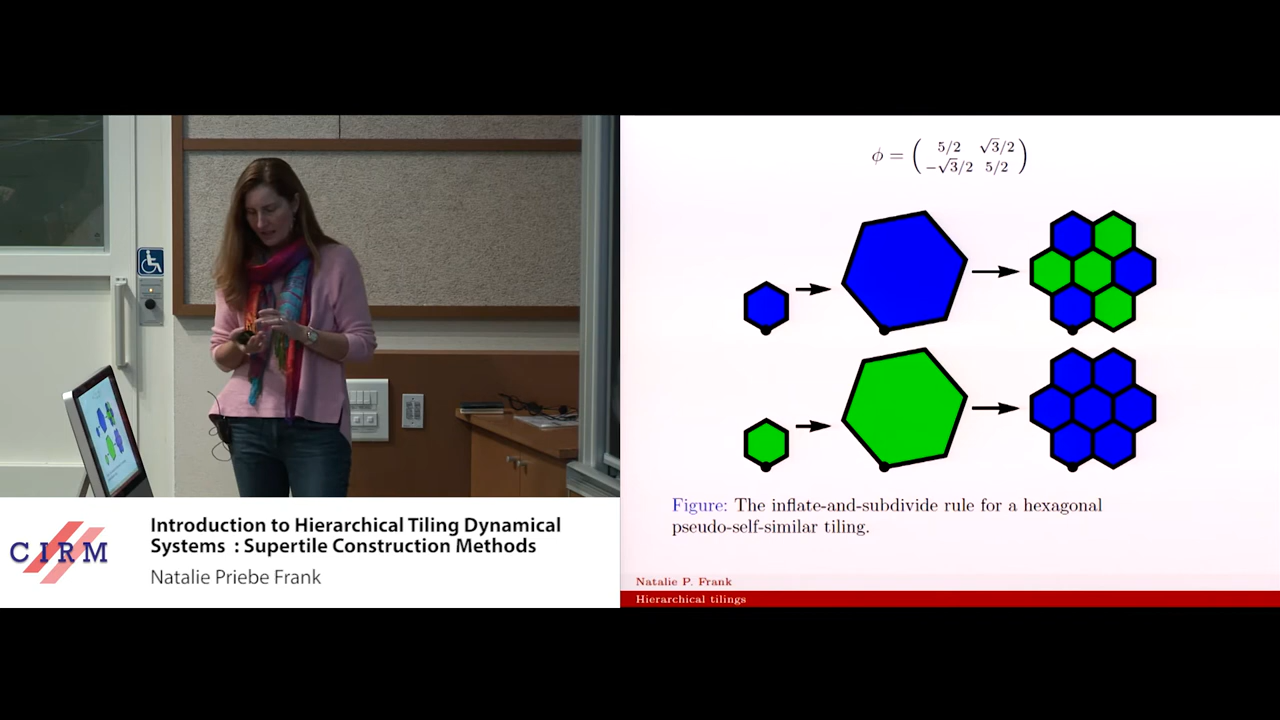 φ = ( 5/2 √3/2
−√3/2 5/2 )
Figure: The inflate-and-subdivide rule for a hexagonal
pseudo-self-similar tiling.
Natalie P. Frank
Hierarchical tilings
CIRM
Introduction to Hierarchical Tiling Dynamical
Systems : Supertile Construction Methods
Natalie Priebe Frank